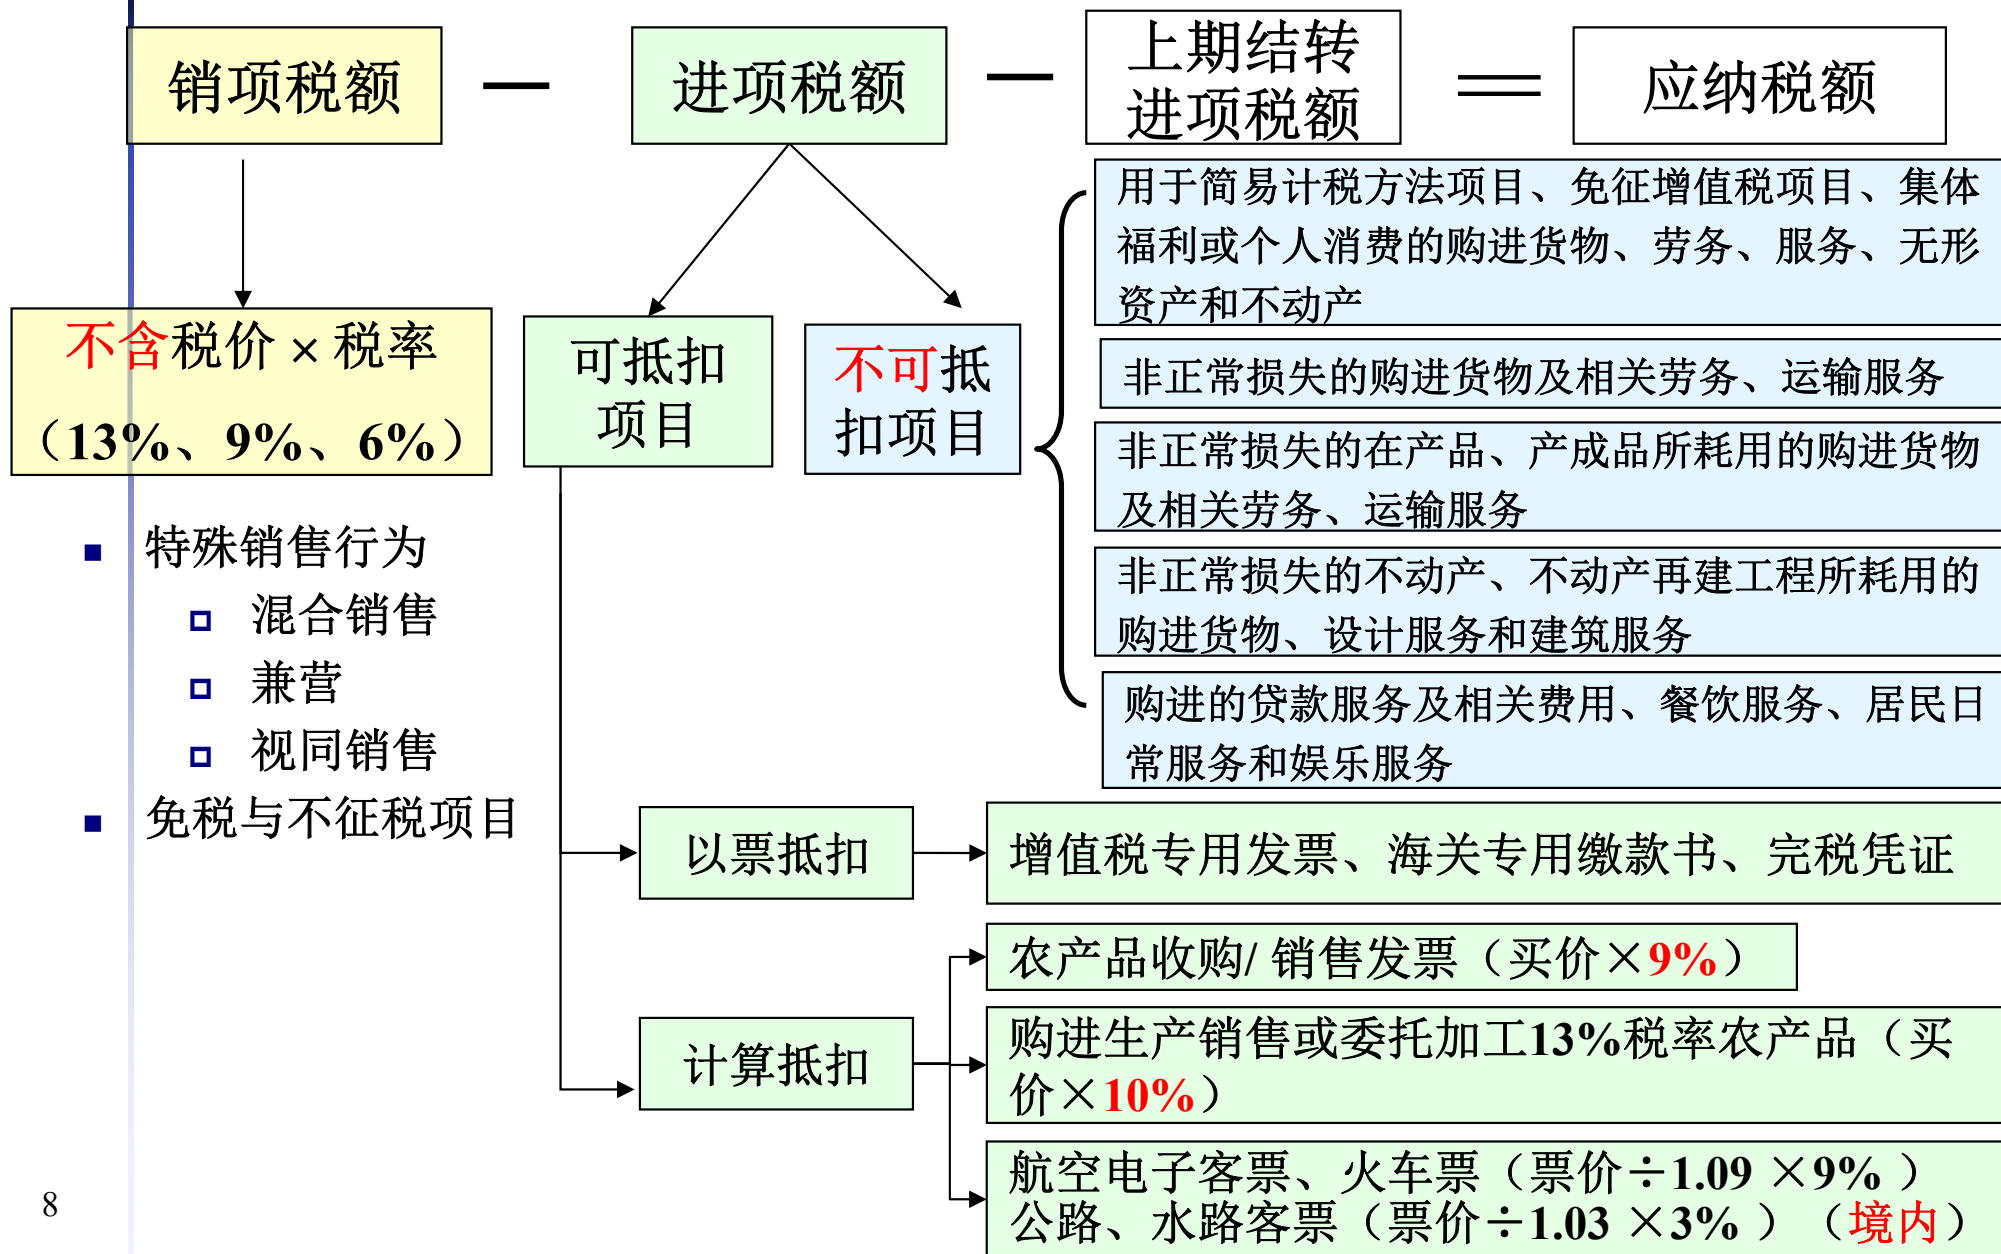 销项税额
—
进项税额
—
上期结转
进项税额
=
应纳税额
不含税价×税率
（13%、9%、6%）
特殊销售行为
混合销售
兼营
视同销售
免税与不征税项目
可抵扣
项目
不可抵
扣项目
用于简易计税方法项目、免征增值税项目、集体
福利或个人消费的购进货物、劳务、服务、无形
资产和不动产
非正常损失的购进货物及相关劳务、运输服务
非正常损失的在产品、产成品所耗用的购进货物
及相关劳务、运输服务
非正常损失的不动产、不动产再建工程所耗用的
购进货物、设计服务和建筑服务
购进的贷款服务及相关费用、餐饮服务、居民日
常服务和娱乐服务
以票抵扣
增值税专用发票、海关专用缴款书、完税凭证
计算抵扣
农产品收购/ 销售发票（买价×9%）
购进生产销售或委托加工13%税率农产品（买
价×10%）
航空电子客票、火车票（票价÷1.09 ×9% ）
公路、水路客票（票价÷1.03 ×3% ）（境内）
8